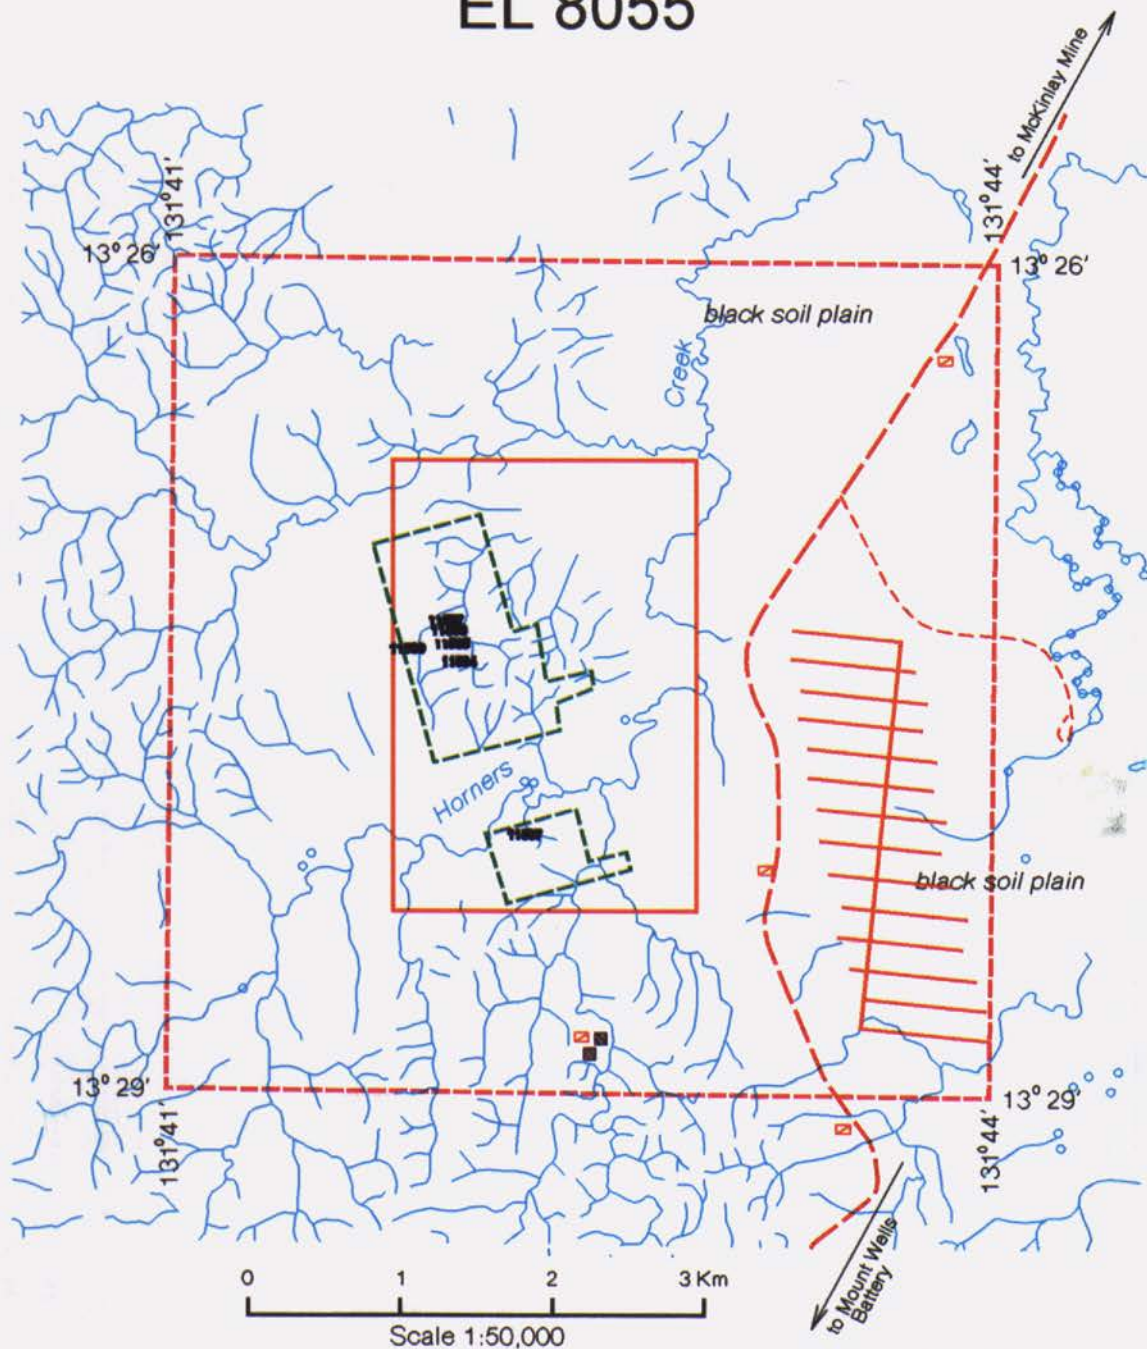 EL 8055
to McKinlay Mine
131°41'
131°44'
13° 26'
13° 26'
black soil plain
Creek
Horners
black soil plain
13° 29'
13° 29'
131°41'
131°44'
to Mount Wells
Battery
0 1 2 3 Km
Scale 1:50,000